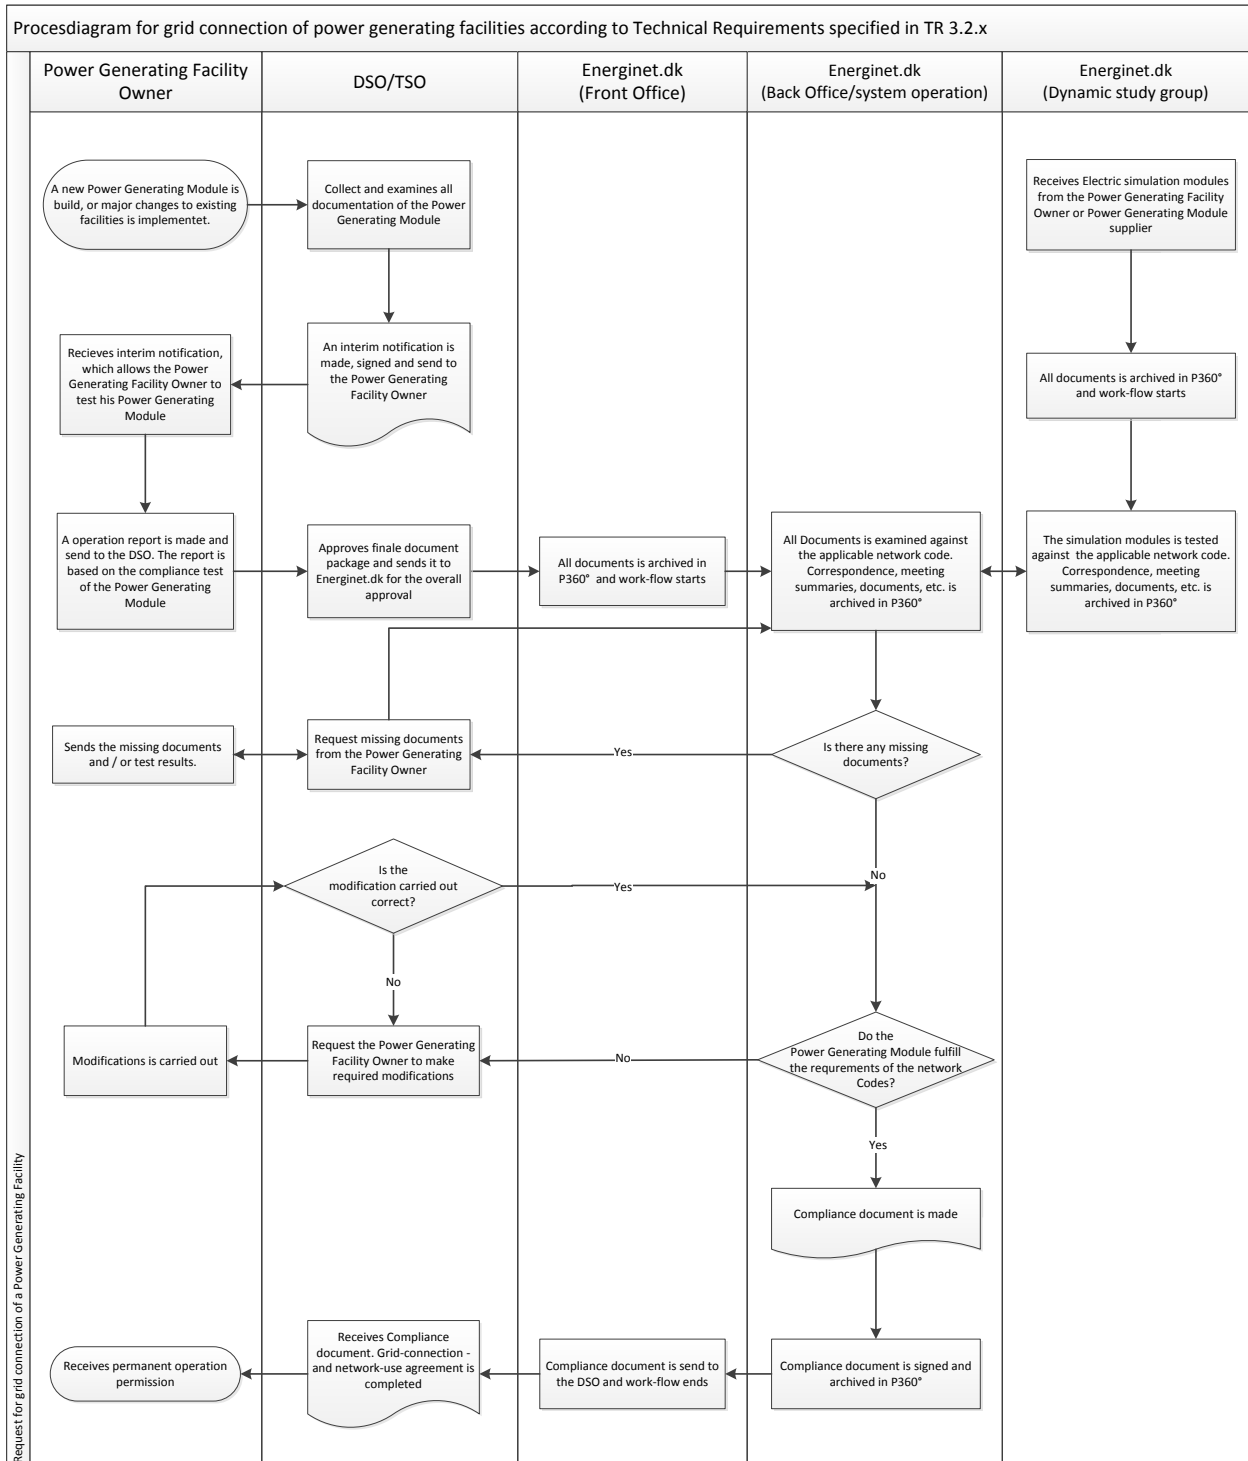 Procesdiagram for grid connection of power generating facilities according to Technical Requirements specified in TR 3.2.x
Request for grid connection of a Power Generating Facility
Power Generating Facility
Owner
DSO/TSO
Energinet.dk
(Front Office)
Energinet.dk
(Back Office/system operation)
Energinet.dk
(Dynamic study group)
A new Power Generating Module is
build, or major changes to existing
facilities is implementet.
Collect and examines all
documentation of the Power
Generating Module
Receives Electric simulation modules
from the Power Generating Facility
Owner or Power Generating Module
supplier
Recieves interim notification,
which allows the Power
Generating Facility Owner to
test his Power Generating
Module
An interim notification is
made, signed and send to
the Power Generating
Facility Owner
All documents is archived in P360°
and work-flow starts
A operation report is made and
send to the DSO. The report is
based on the compliance test
of the Power Generating
Module
Approves finale document
package and sends it to
Energinet.dk for the overall
approval
All documents is archived in
P360° and work-flow starts
All Documents is examined against
the applicable network code.
Correspondence, meeting
summaries, documents, etc. is
archived in P360°
The simulation modules is tested
against the applicable network code.
Correspondence, meeting
summaries, documents, etc. is
archived in P360°
Sends the missing documents
and / or test results.
Request missing documents
from the Power Generating
Facility Owner
Yes
Is there any missing
documents?
No
Is the
modification carried out
correct?
Yes
No
Modifications is carried out
Request the Power Generating
Facility Owner to make
required modifications
No
Do the
Power Generating Module fulfill
the requrements of the network
Codes?
Yes
Compliance document is made
Receives permanent operation
permission
Receives Compliance
document. Grid-connection -
and network-use agreement is
completed
Compliance document is send to
the DSO and work-flow ends
Compliance document is signed and
archived in P360°